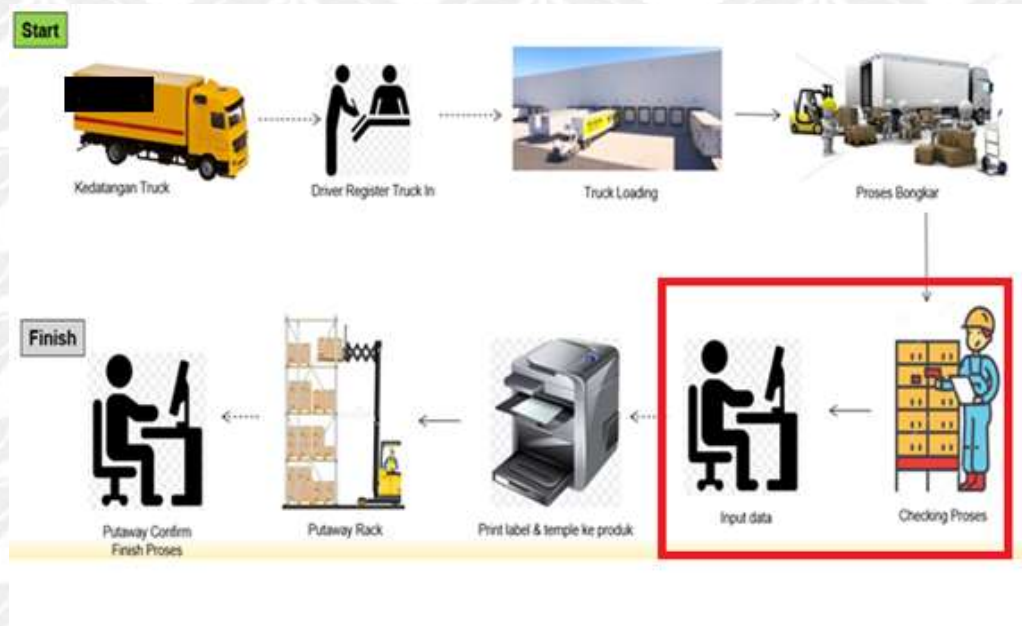 Start
Kedatangan Truck
Driver Register Truck In
Truck Loading
Proses Bongkar
Finish
Putaway Confirm
Finish Proses
Putaway Rack
Print label & temple ke produk
Input data
Checking Proses